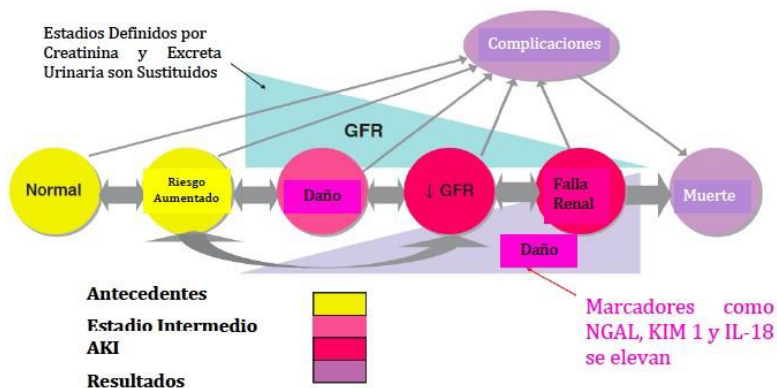 Estadios Definidos por
Creatinina y Excreta
Urinaria son Sustituidos
Complicaciones
GFR
Normal
Riesgo
Aumentado
Daño
↓ GFR
Falla
Renal
Muerte
Daño
Antecedentes
Estadio Intermedio
AKI
Resultados
Marcadores como
NGAL, KIM 1 y IL-18
se elevan